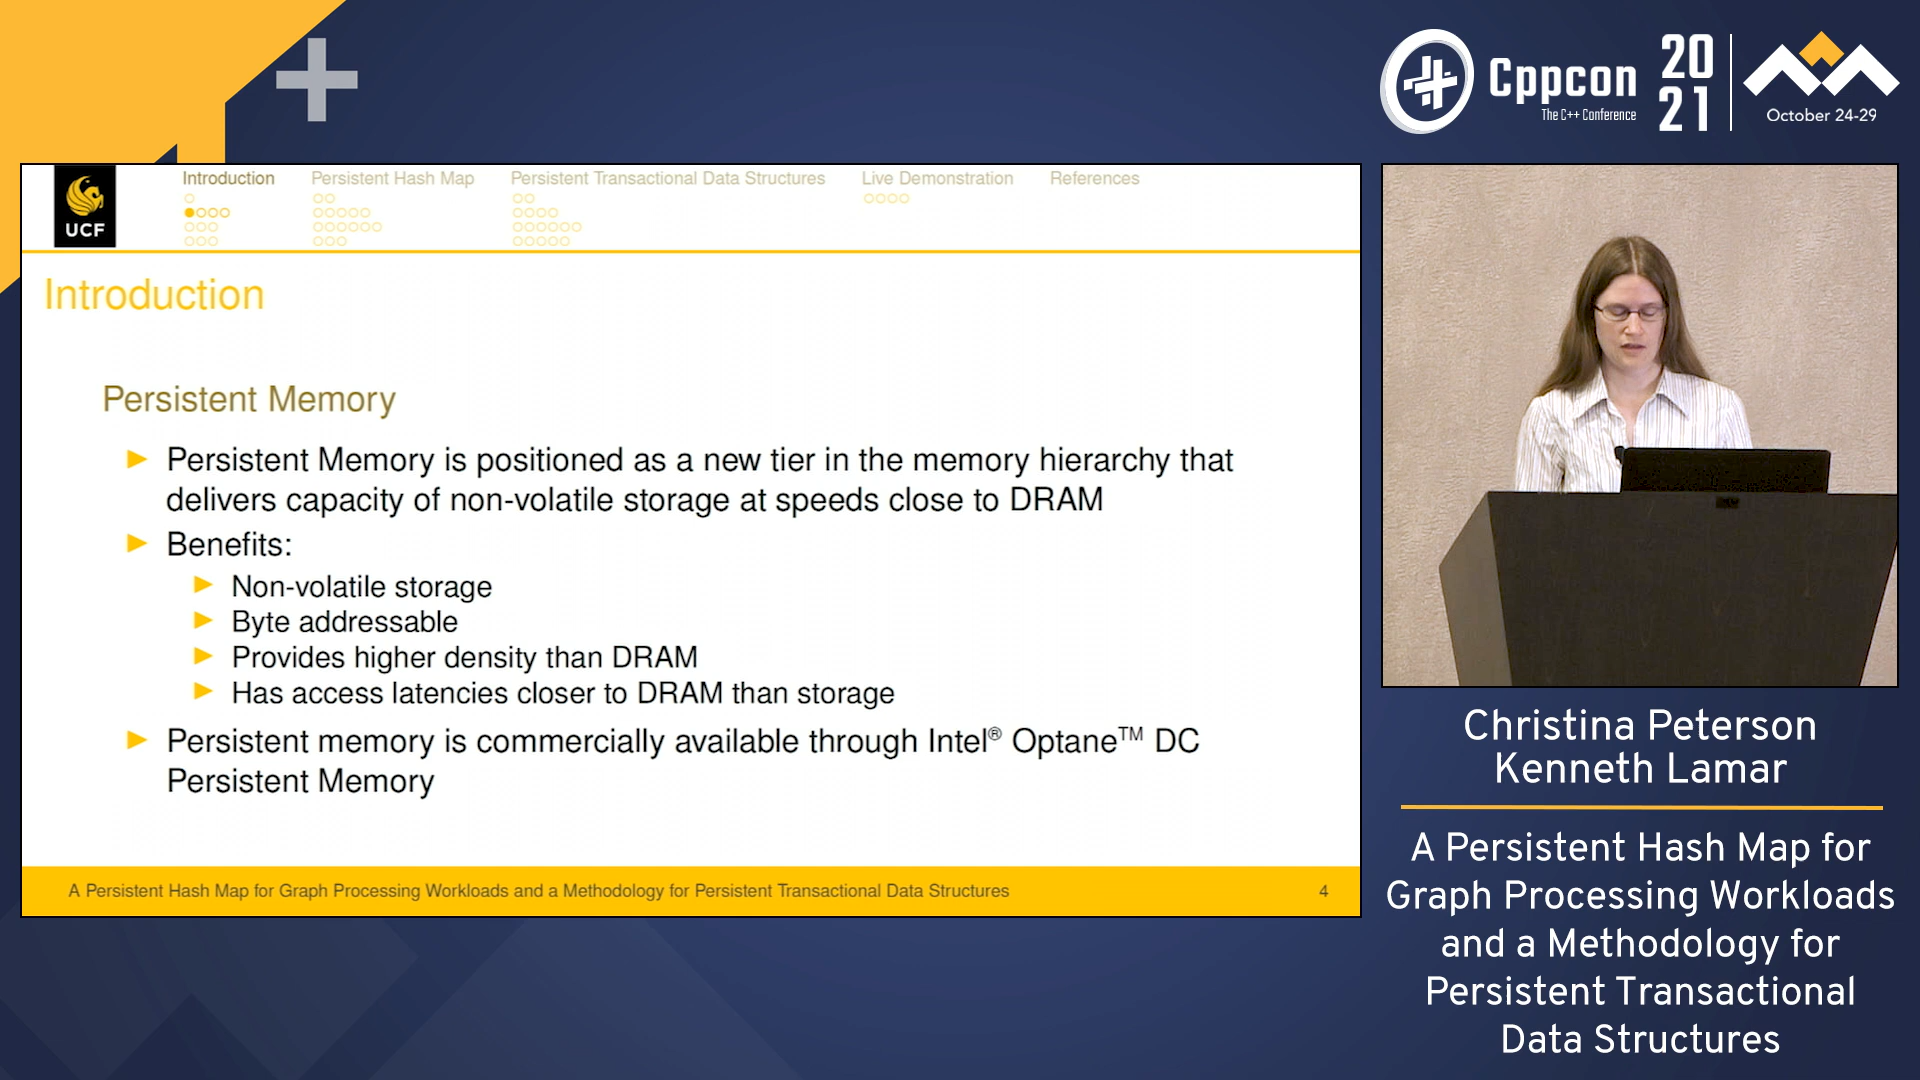 Cppcon
The C++ Conference
20
21
October 24-29
UCF
Introduction
Persistent Hash Map
Persistent Transactional Data Structures
Live Demonstration
References
Introduction
Persistent Memory
Persistent Memory is positioned as a new tier in the memory hierarchy that
delivers capacity of non-volatile storage at speeds close to DRAM
Benefits:
Non-volatile storage
Byte addressable
Provides higher density than DRAM
Has access latencies closer to DRAM than storage
Persistent memory is commercially available through Intel® Optane™ DC
Persistent Memory
A Persistent Hash Map for Graph Processing Workloads and a Methodology for Persistent Transactional Data Structures 4
Christina Peterson
Kenneth Lamar
A Persistent Hash Map for
Graph Processing Workloads
and a Methodology for
Persistent Transactional
Data Structures